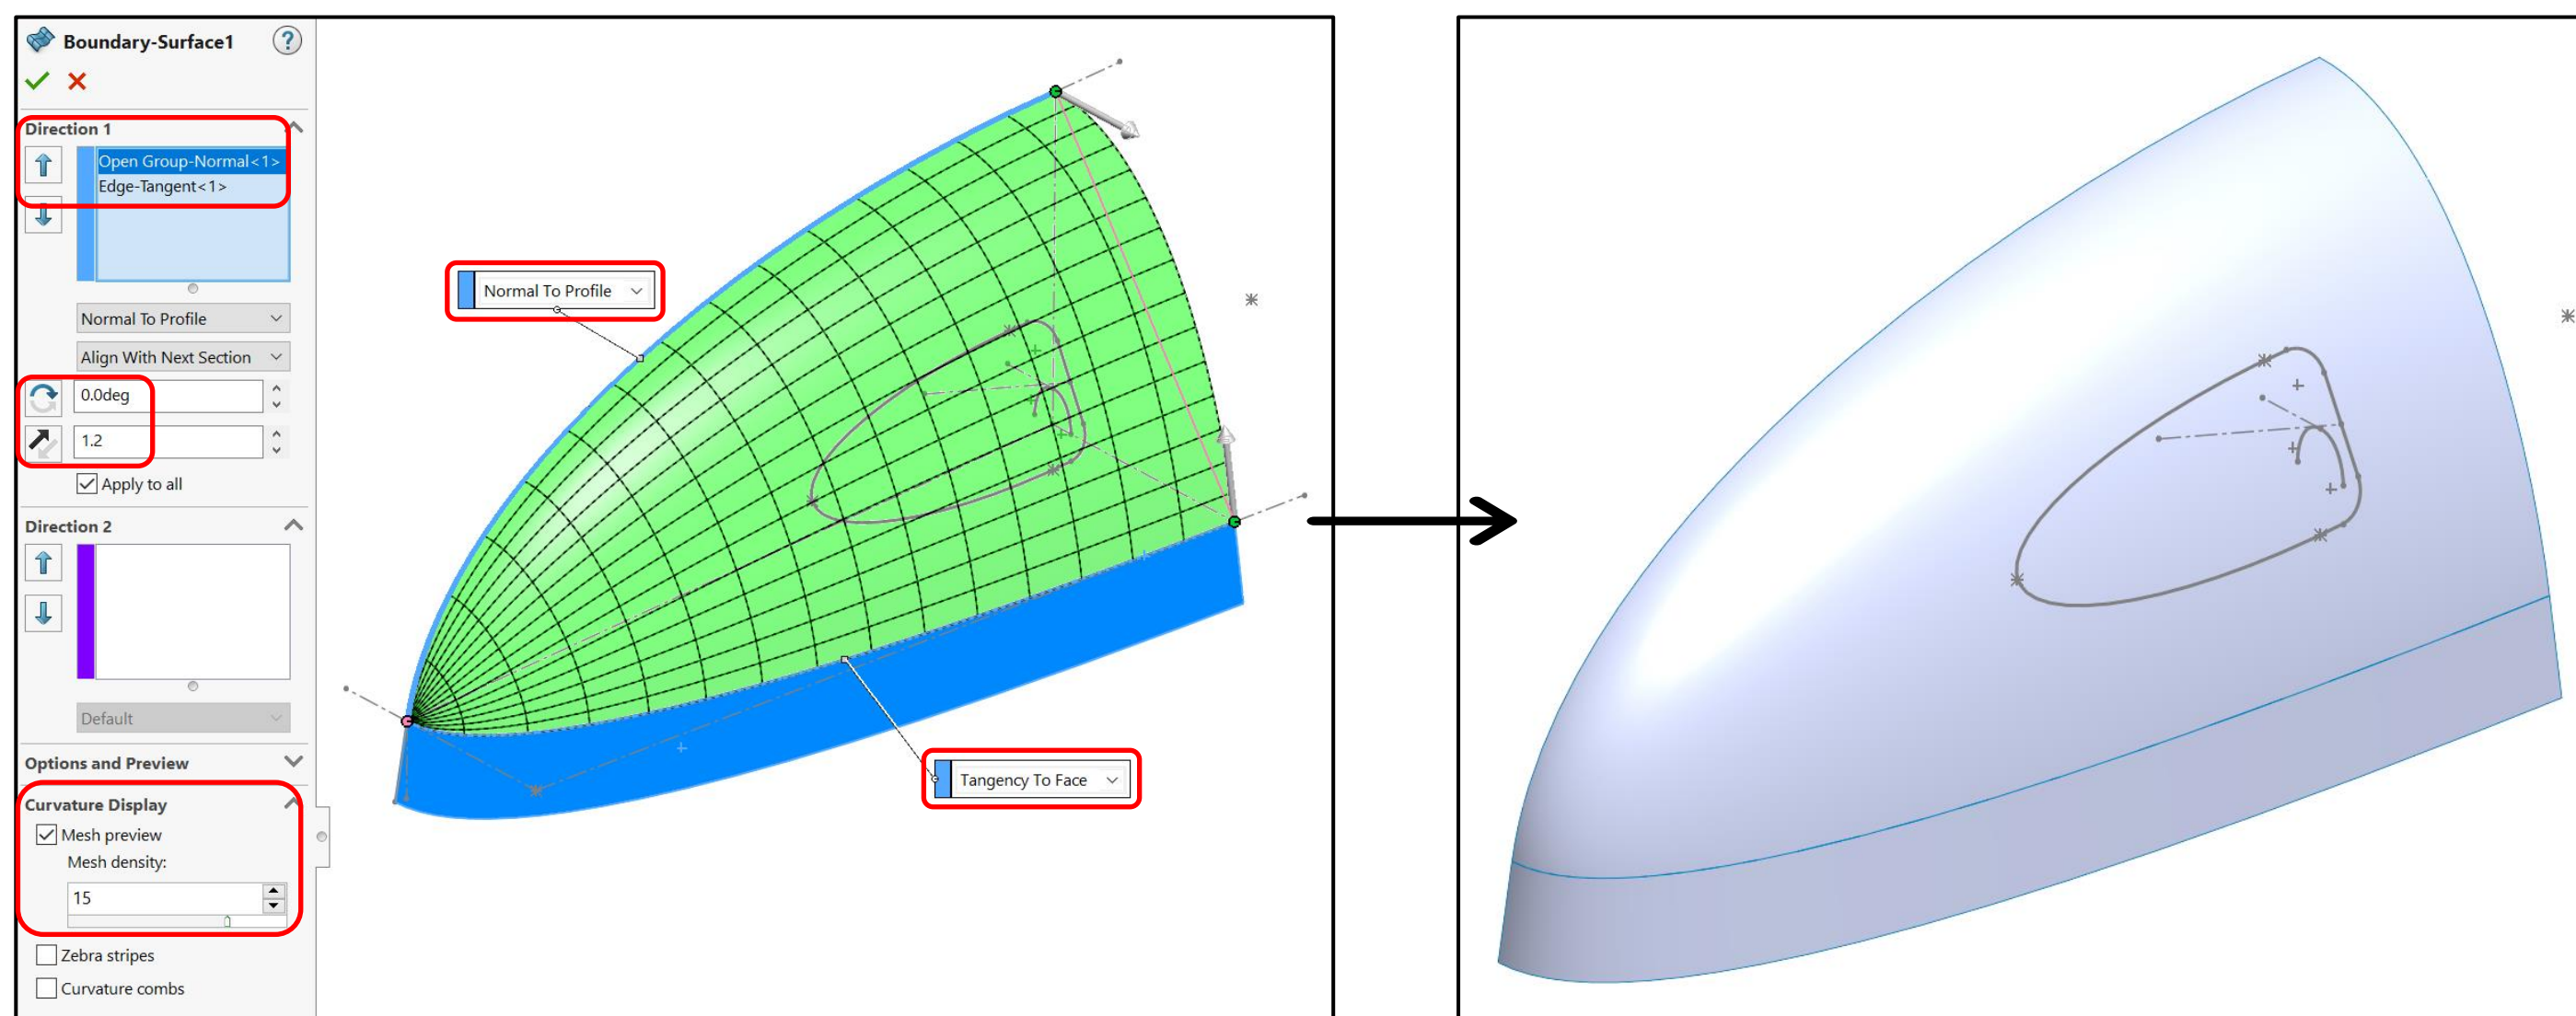 Boundary-Surface1
?
Direction 1
Open Group-Normal<1>
Edge-Tangent<1>
Normal To Profile
Align With Next Section
0.0deg
1.2
Apply to all
Direction 2
Default
Options and Preview
Curvature Display
Mesh preview
Mesh density:
15
Zebra stripes
Curvature combs
Normal To Profile
Tangency To Face